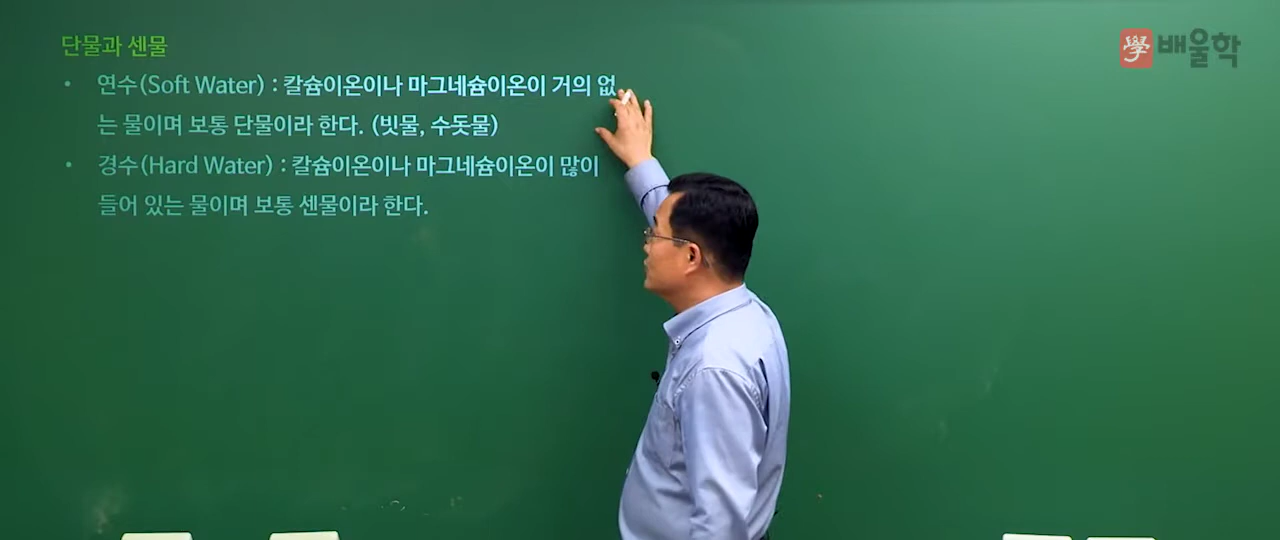 단물과 센물
學 배울학
• 연수(Soft Water) : 칼슘이온이나 마그네슘이온이 거의 없
는 물이며 보통 단물이라 한다. (빗물, 수돗물)
• 경수(Hard Water) : 칼슘이온이나 마그네슘이온이 많이
들어 있는 물이며 보통 센물이라 한다.